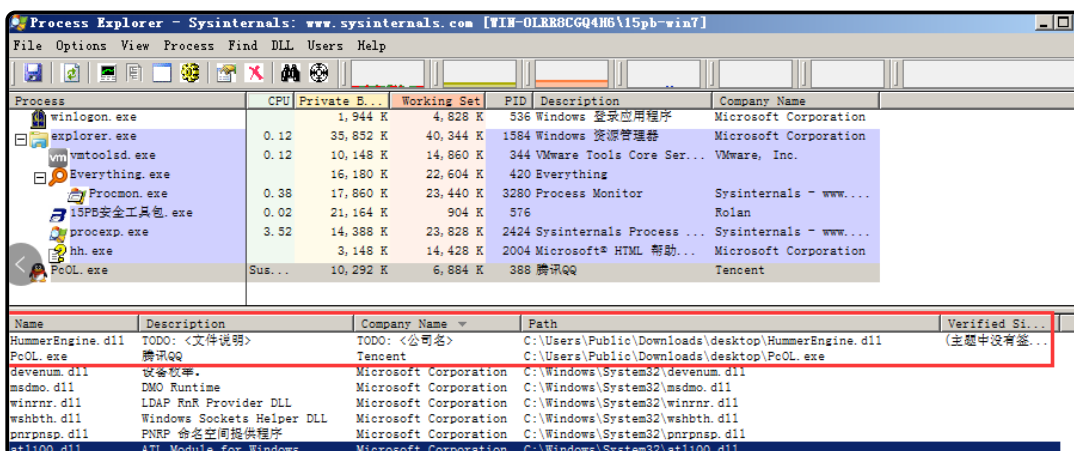 Process Explorer - Sysinternals: www.sysinternals.com [WIN-OLRR8CGQ4H6\15pb-win7]
File Options View Process Find DLL Users Help
Process CPU Private B... Working Set PID Description Company Name
winlogon.exe 1,944 K 4,828 K 536 Windows 登录应用程序 Microsoft Corporation
explorer.exe 0.12 35,852 K 40,344 K 1584 Windows 资源管理器 Microsoft Corporation
vmtoolsd.exe 0.12 10,148 K 14,860 K 344 VMware Tools Core Ser... VMware, Inc.
Everything.exe 16,180 K 22,604 K 420 Everything
Procmon.exe 0.38 17,860 K 23,440 K 3280 Process Monitor Sysinternals - www....
15PB安全工具包.exe 0.02 21,164 K 904 K 576 Rolan
procexp.exe 3.52 14,388 K 23,828 K 2424 Sysinternals Process ... Sysinternals - www....
hh.exe 3,148 K 14,428 K 2004 Microsoft® HTML 帮助... Microsoft Corporation
PcOL.exe Sus... 10,292 K 6,884 K 388 腾讯QQ Tencent
Name Description Company Name Path Verified Si...
HummerEngine.dll TODO: <文件说明> TODO: <公司名> C:\Users\Public\Downloads\desktop\HummerEngine.dll (主题中没有签...
PcOL.exe 腾讯QQ Tencent C:\Users\Public\Downloads\desktop\PcOL.exe
devenum.dll 设备枚举。 Microsoft Corporation C:\Windows\System32\devenum.dll
msdmo.dll DMO Runtime Microsoft Corporation C:\Windows\System32\msdmo.dll
winrnr.dll LDAP RnR Provider DLL Microsoft Corporation C:\Windows\System32\winrnr.dll
wshbth.dll Windows Sockets Helper DLL Microsoft Corporation C:\Windows\System32\wshbth.dll
pnrpnsp.dll PNRP 命名空间提供程序 Microsoft Corporation C:\Windows\System32\pnrpnsp.dll
atl100.dll ATL Module for Windows Microsoft Corporation C:\Windows\System32\atl100.dll